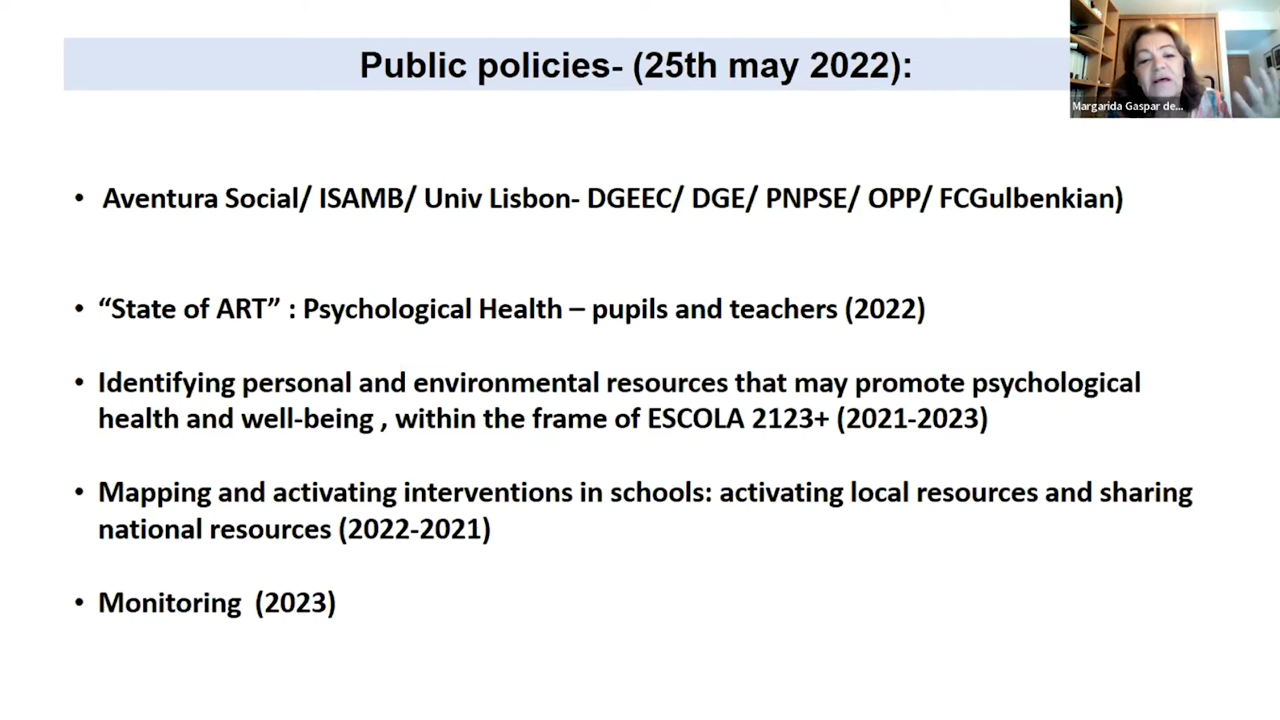 Public policies- (25th may 2022):
Margarida Gaspar de...
• Aventura Social/ ISAMB/ Univ Lisbon- DGEEC/ DGE/ PNPSE/ OPP/ FCGulbenkian)
• “State of ART” : Psychological Health – pupils and teachers (2022)
• Identifying personal and environmental resources that may promote psychological
health and well-being , within the frame of ESCOLA 2123+ (2021-2023)
• Mapping and activating interventions in schools: activating local resources and sharing
national resources (2022-2021)
• Monitoring (2023)